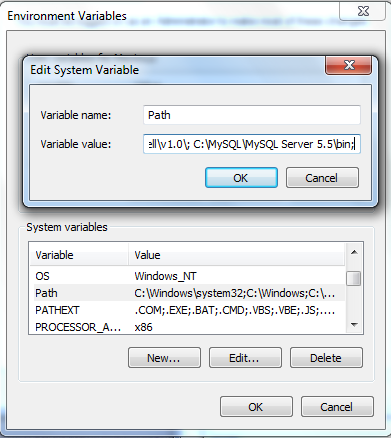 Environment Variables
Edit System Variable
Variable name:
Path
Variable value:
ell\v1.0\; C:\MySQL\MySQL Server 5.5\bin;
OK
Cancel
System variables
Variable
Value
OS
Windows_NT
Path
C:\Windows\system32;C:\Windows;C:\...
PATHEXT
.COM;.EXE;.BAT;.CMD;.VBS;.VBE;.JS;....
PROCESSOR_A...
x86
New...
Edit...
Delete
OK
Cancel